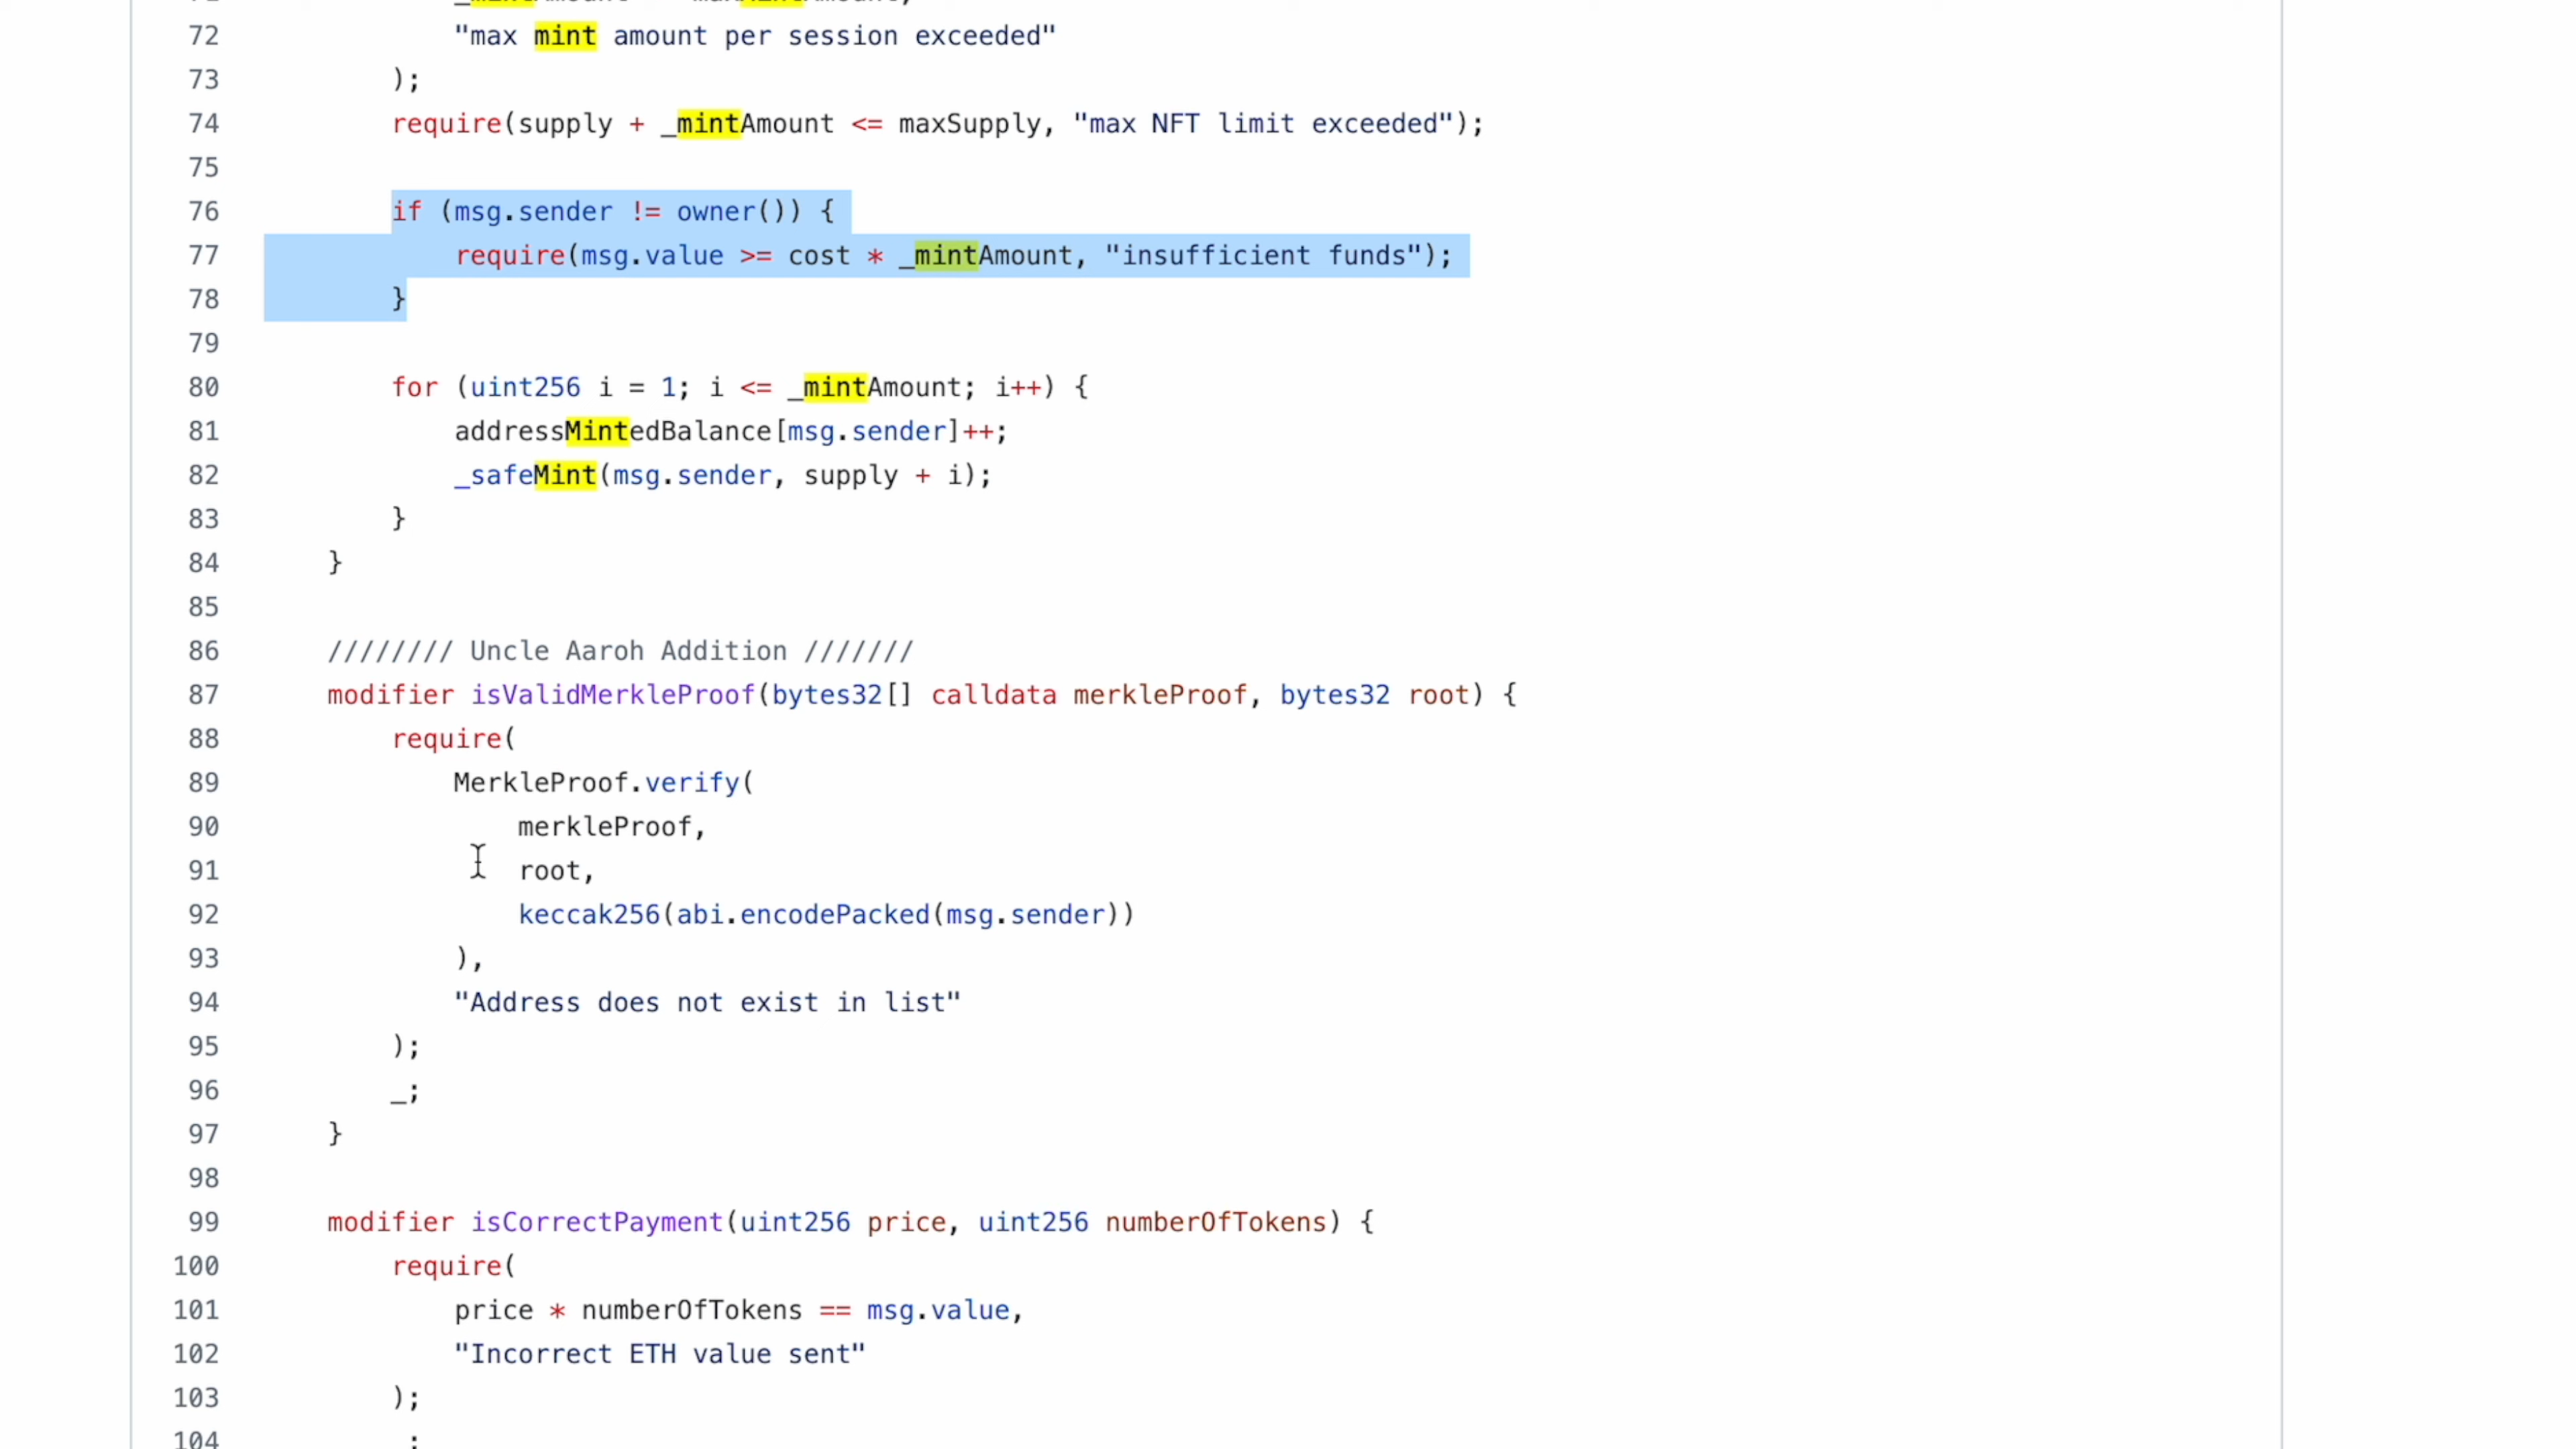 72 "max mint amount per session exceeded"
73 );
74 require(supply + _mintAmount <= maxSupply, "max NFT limit exceeded");
75
76 if (msg.sender != owner()) {
77 require(msg.value >= cost * _mintAmount, "insufficient funds");
78 }
79
80 for (uint256 i = 1; i <= _mintAmount; i++) {
81 addressMintedBalance[msg.sender]++;
82 _safeMint(msg.sender, supply + i);
83 }
84 }
85
86 //////// Uncle Aaroh Addition ///////
87 modifier isValidMerkleProof(bytes32[] calldata merkleProof, bytes32 root) {
88 require(
89 MerkleProof.verify(
90 merkleProof,
91 root,
92 keccak256(abi.encodePacked(msg.sender))
93 ),
94 "Address does not exist in list"
95 );
96 _;
97 }
98
99 modifier isCorrectPayment(uint256 price, uint256 numberOfTokens) {
100 require(
101 price * numberOfTokens == msg.value,
102 "Incorrect ETH value sent"
103 );
104